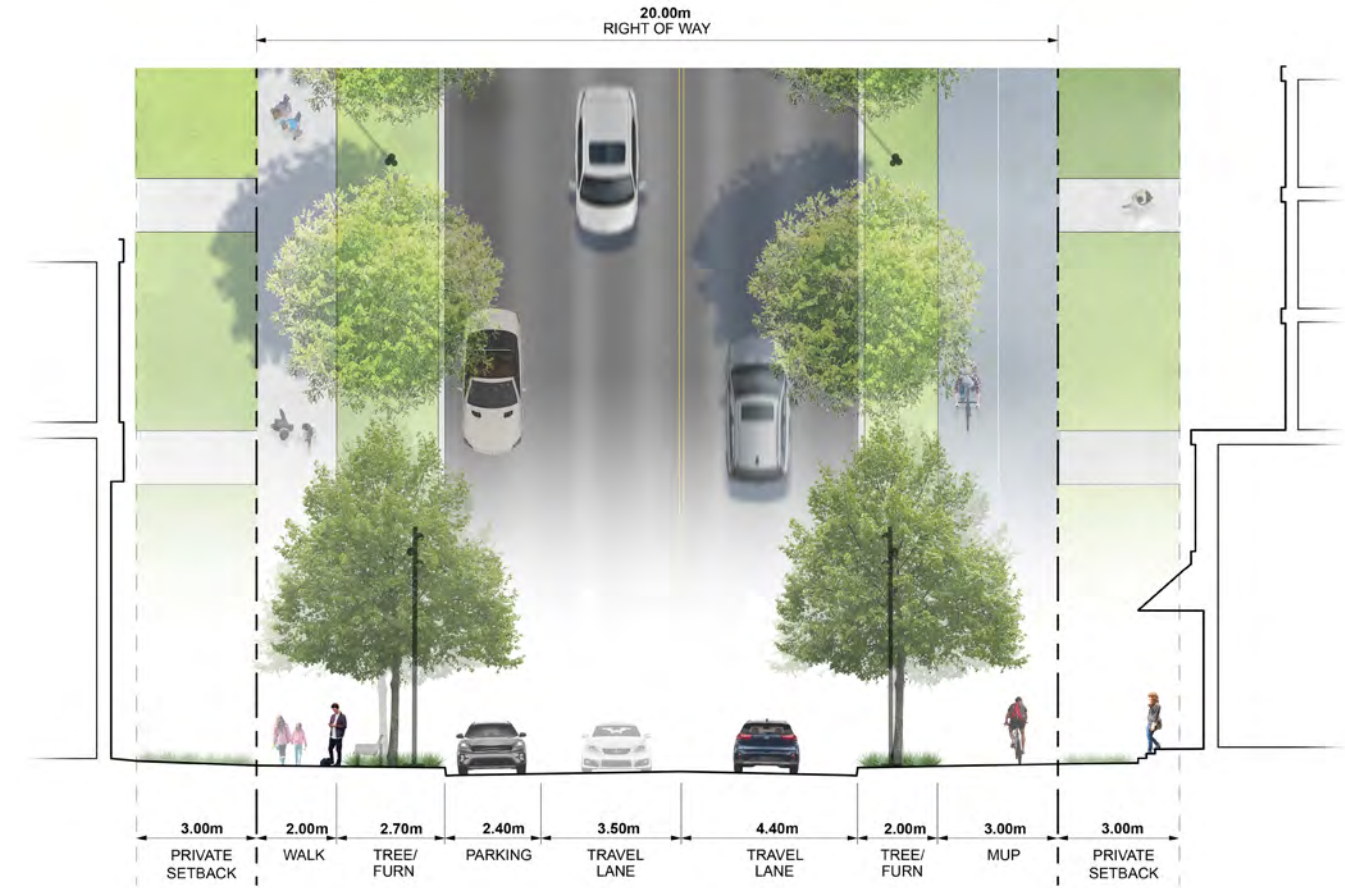 20.00m
RIGHT OF WAY
3.00m
2.00m
2.70m
2.40m
3.50m
4.40m
2.00m
3.00m
3.00m
PRIVATE
SETBACK
WALK
TREE/
FURN
PARKING
TRAVEL
LANE
TRAVEL
LANE
TREE/
FURN
MUP
PRIVATE
SETBACK